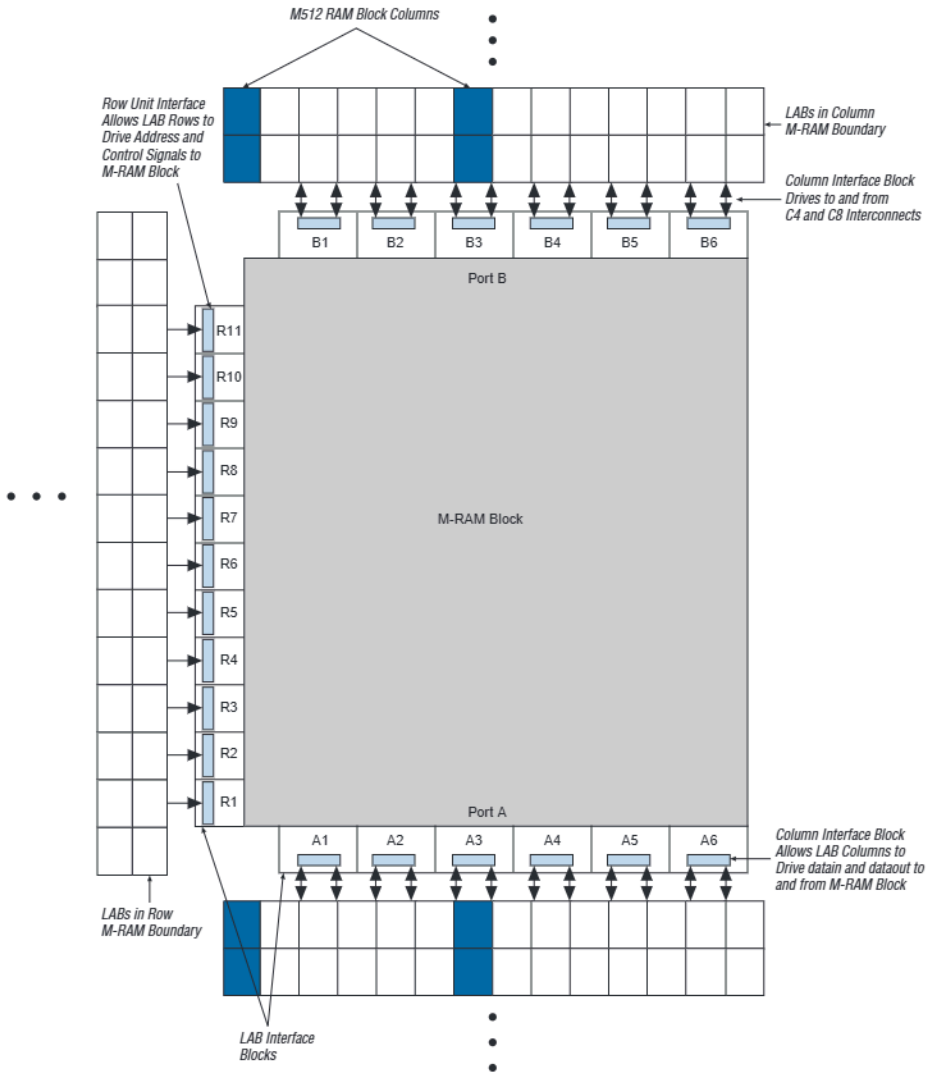 M512 RAM Block Columns
Row Unit Interface
Allows LAB Rows to
Drive Address and
Control Signals to
M-RAM Block
LABs in Column
M-RAM Boundary
Column Interface Block
Drives to and from
C4 and C8 Interconnects
B1 B2 B3 B4 B5 B6
Port B
R11
R10
R9
R8
R7
M-RAM Block
R6
R5
R4
R3
R2
R1
Port A
A1 A2 A3 A4 A5 A6
Column Interface Block
Allows LAB Columns to
Drive datain and dataout to
and from M-RAM Block
LABs in Row
M-RAM Boundary
LAB Interface
Blocks